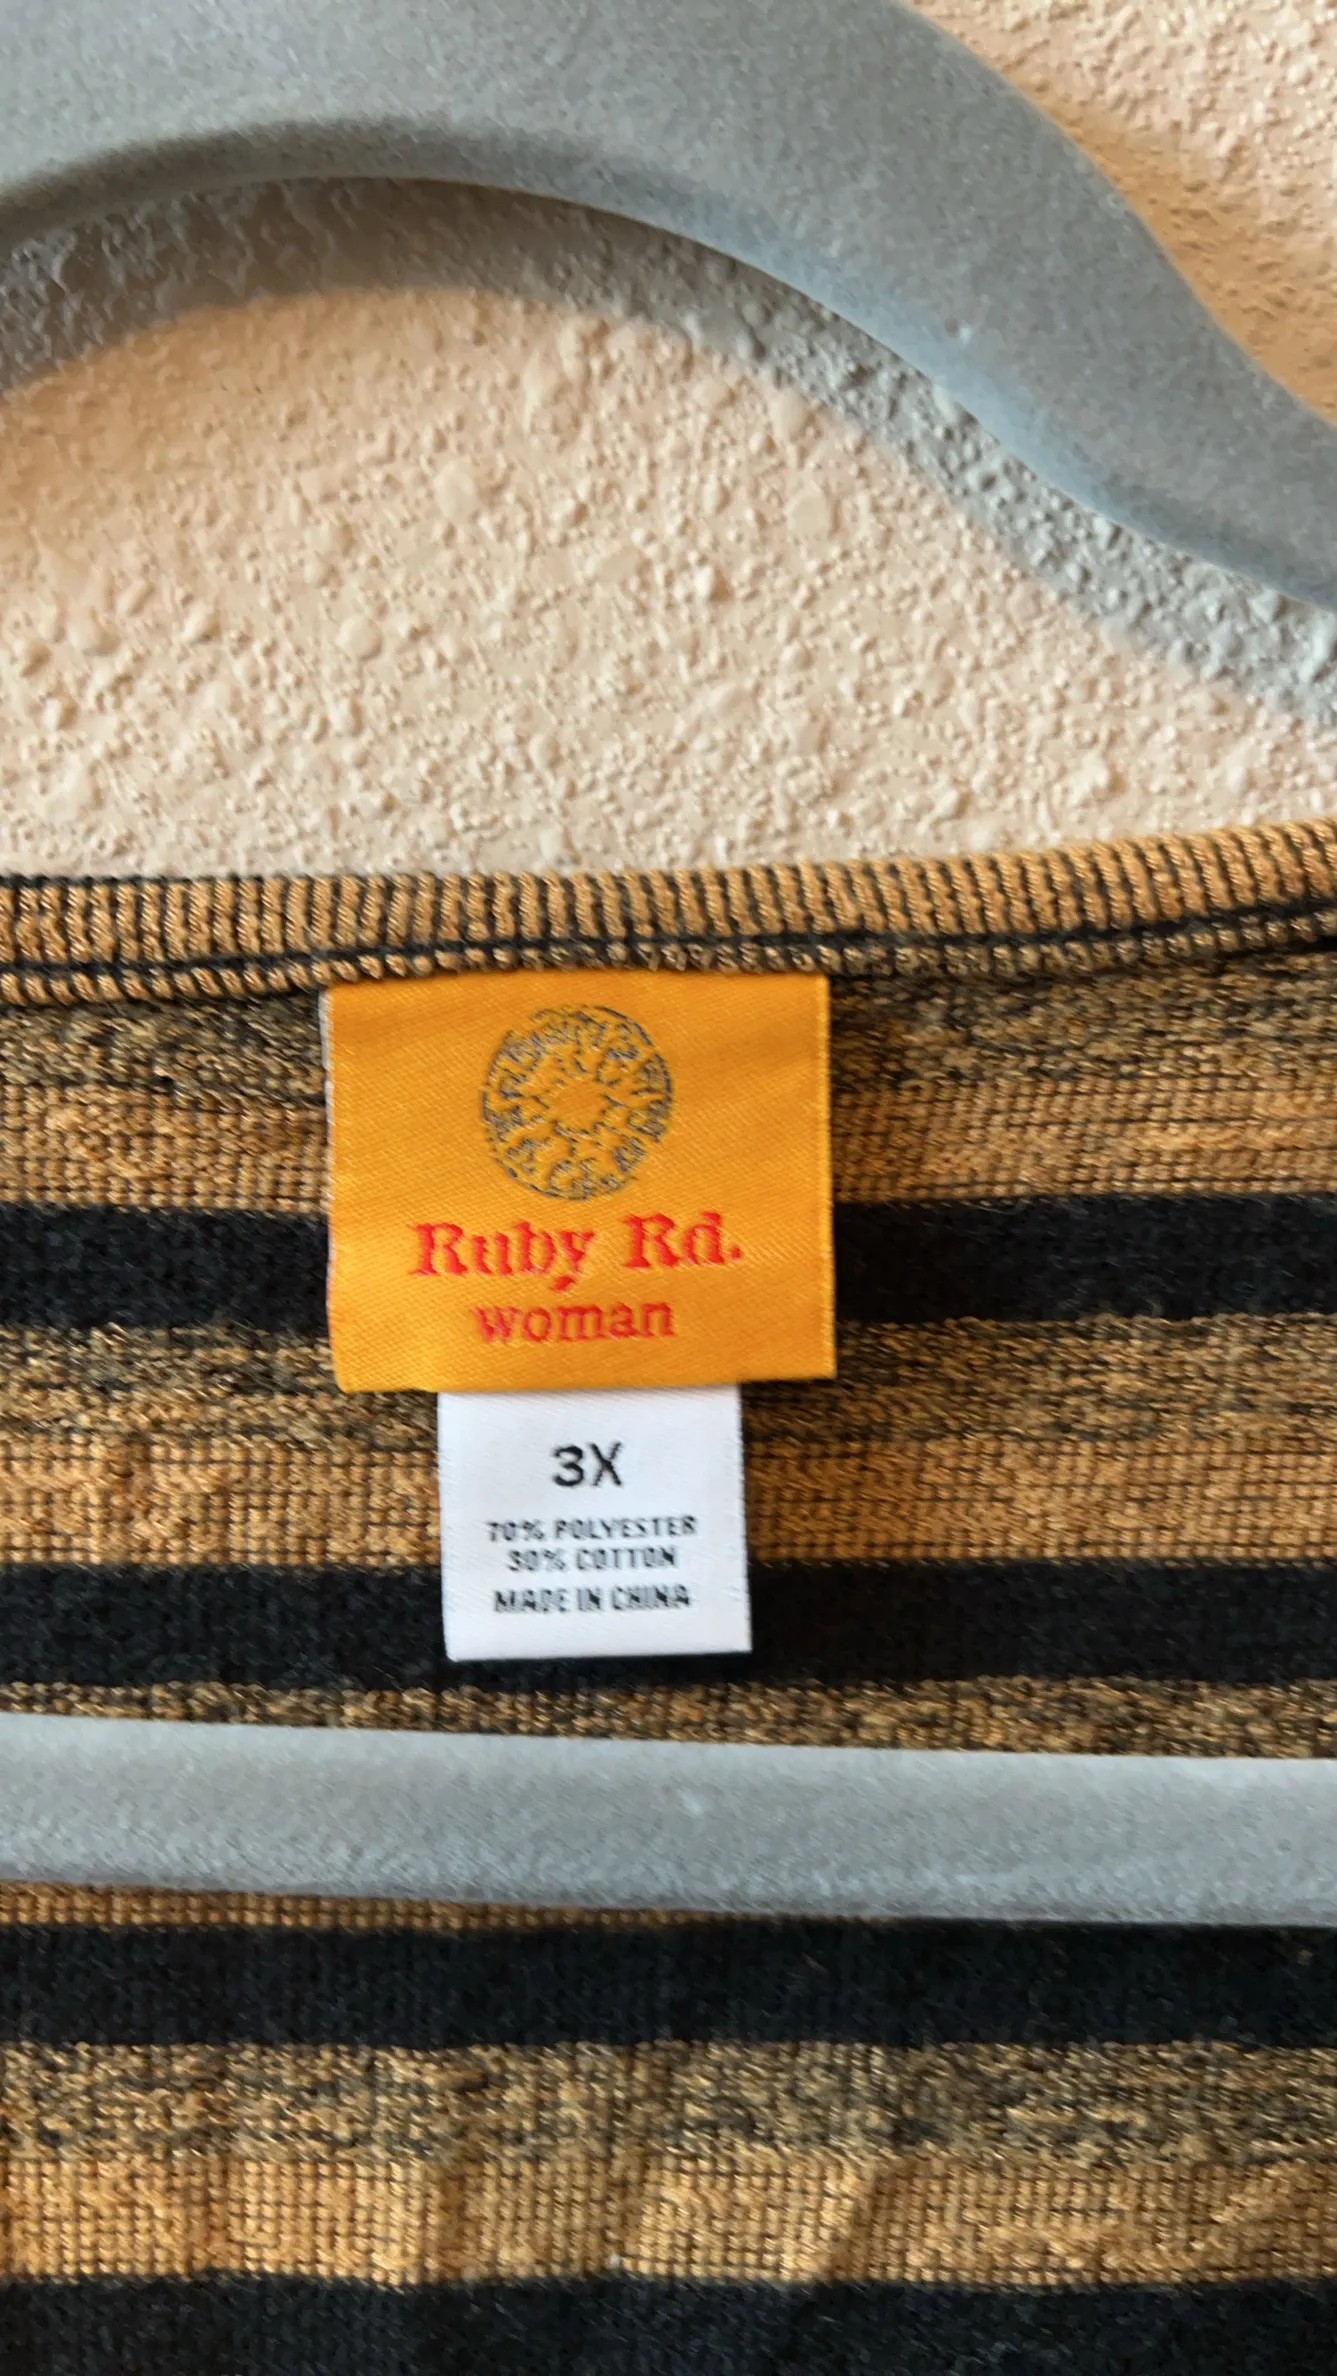 Ruby Rd.
woman
3X
70% POLYESTER
30% COTTON
MADE IN CHINA